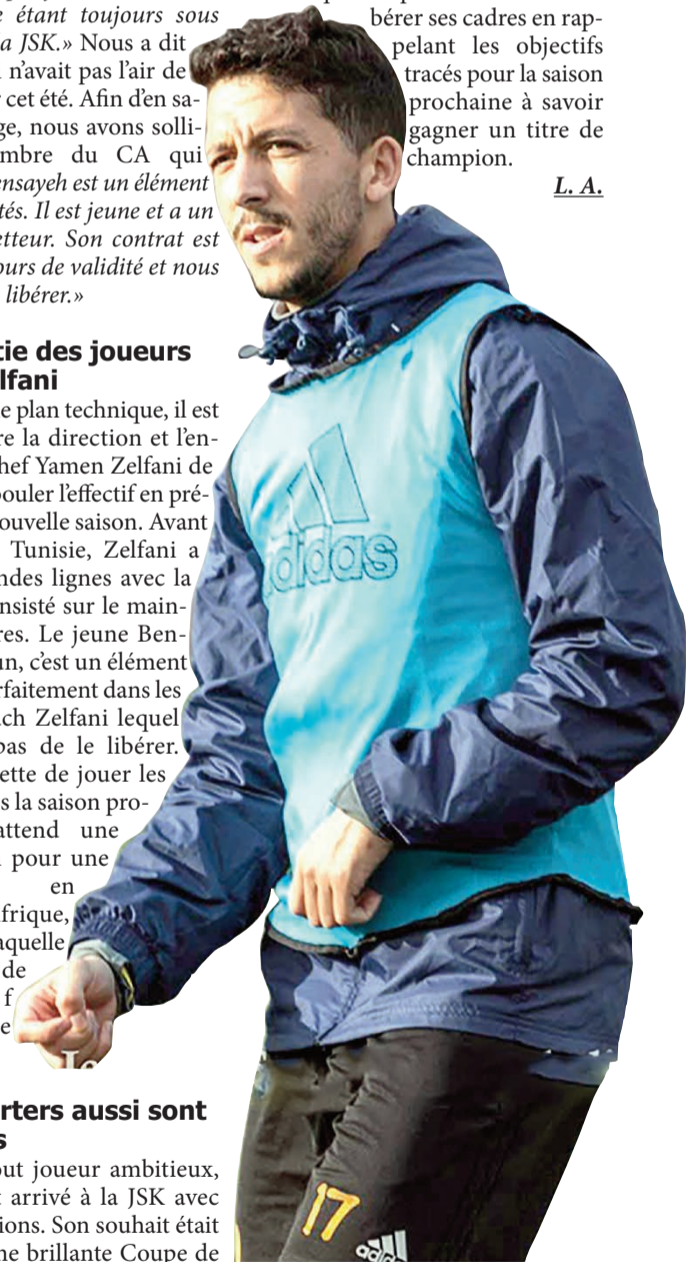 étant toujours sous
a JSK.» Nous a dit
n'avait pas l'air de
cet été. Afin d'en sa-
ge, nous avons solli-
mbre du CA qui
ensayeh est un élément
tés. Il est jeune et a un
etteur. Son contrat est
ours de validité et nous
libérer.»
tie des joueurs
elfani
e plan technique, il est
re la direction et l'en-
hef Yamen Zelfani de
ouler l'effectif en pré-
ouvelle saison. Avant
Tunisie, Zelfani a
ndes lignes avec la
nsisté sur le main-
res. Le jeune Ben-
un, c'est un élément
rfaitement dans les
ach Zelfani lequel
pas de le libérer.
ette de jouer les
s la saison pro-
attend une
pour une
en
frique,
aquelle
de
f
e
rters aussi sont
s
out joueur ambitieux,
t arrivé à la JSK avec
ions. Son souhait était
ne brillante Coupe de
bérer ses cadres en rap-
pelant les objectifs
tracés pour la saison
prochaine à savoir
gagner un titre de
champion.
L. A.
adidas
17
adidas